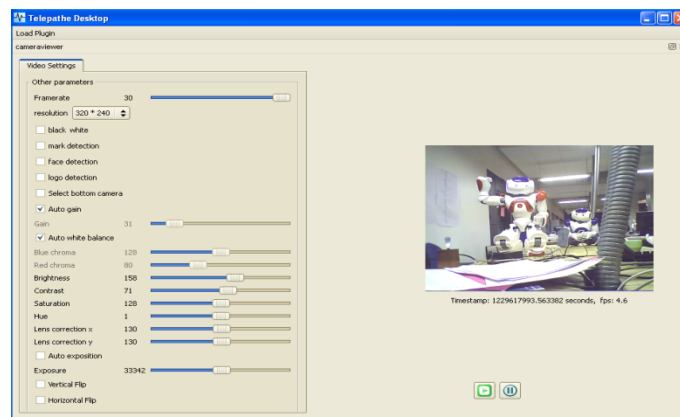 Telepathe Desktop
Load Plugin
cameraviewer
Video Settings
Other parameters
Framerate 30
resolution 320 * 240
black white
mark detection
face detection
logo detection
Select bottom camera
Auto gain
Gain 31
Auto white balance
Blue chroma 128
Red chroma 80
Brightness 158
Contrast 71
Saturation 128
Hue 1
Lens correction x 130
Lens correction y 130
Auto exposition
Exposure 33342
Vertical Flip
Horizontal Flip
Timestamp: 1229617993.563382 seconds, fps: 4.6